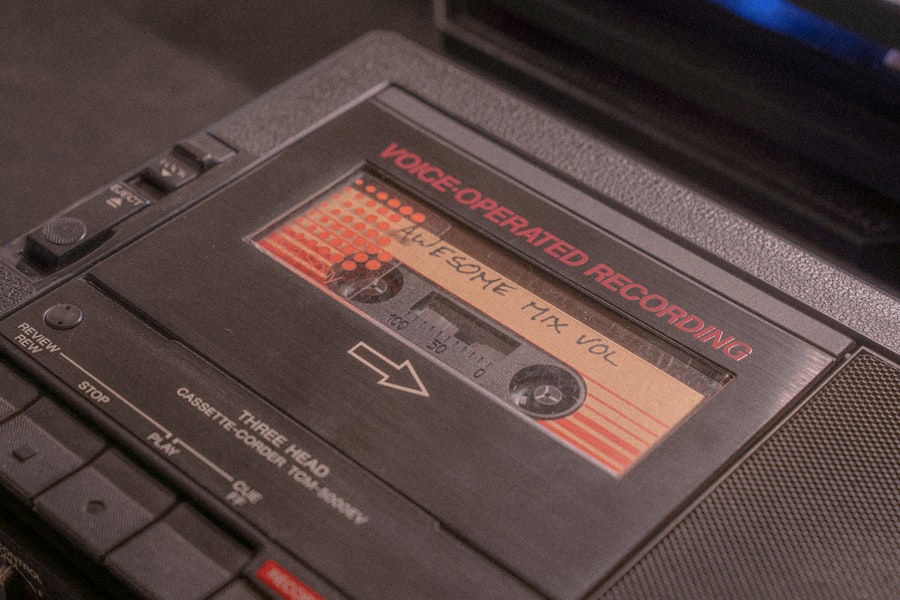 VOICE-OPERATED RECORDING
AWESOME MIX VOL
100 50 0
EJECT
REVIEW
REW
STOP
PLAY
CUE
FF
THREE HEAD
CASSETTE-CORDER TCM-5000EV